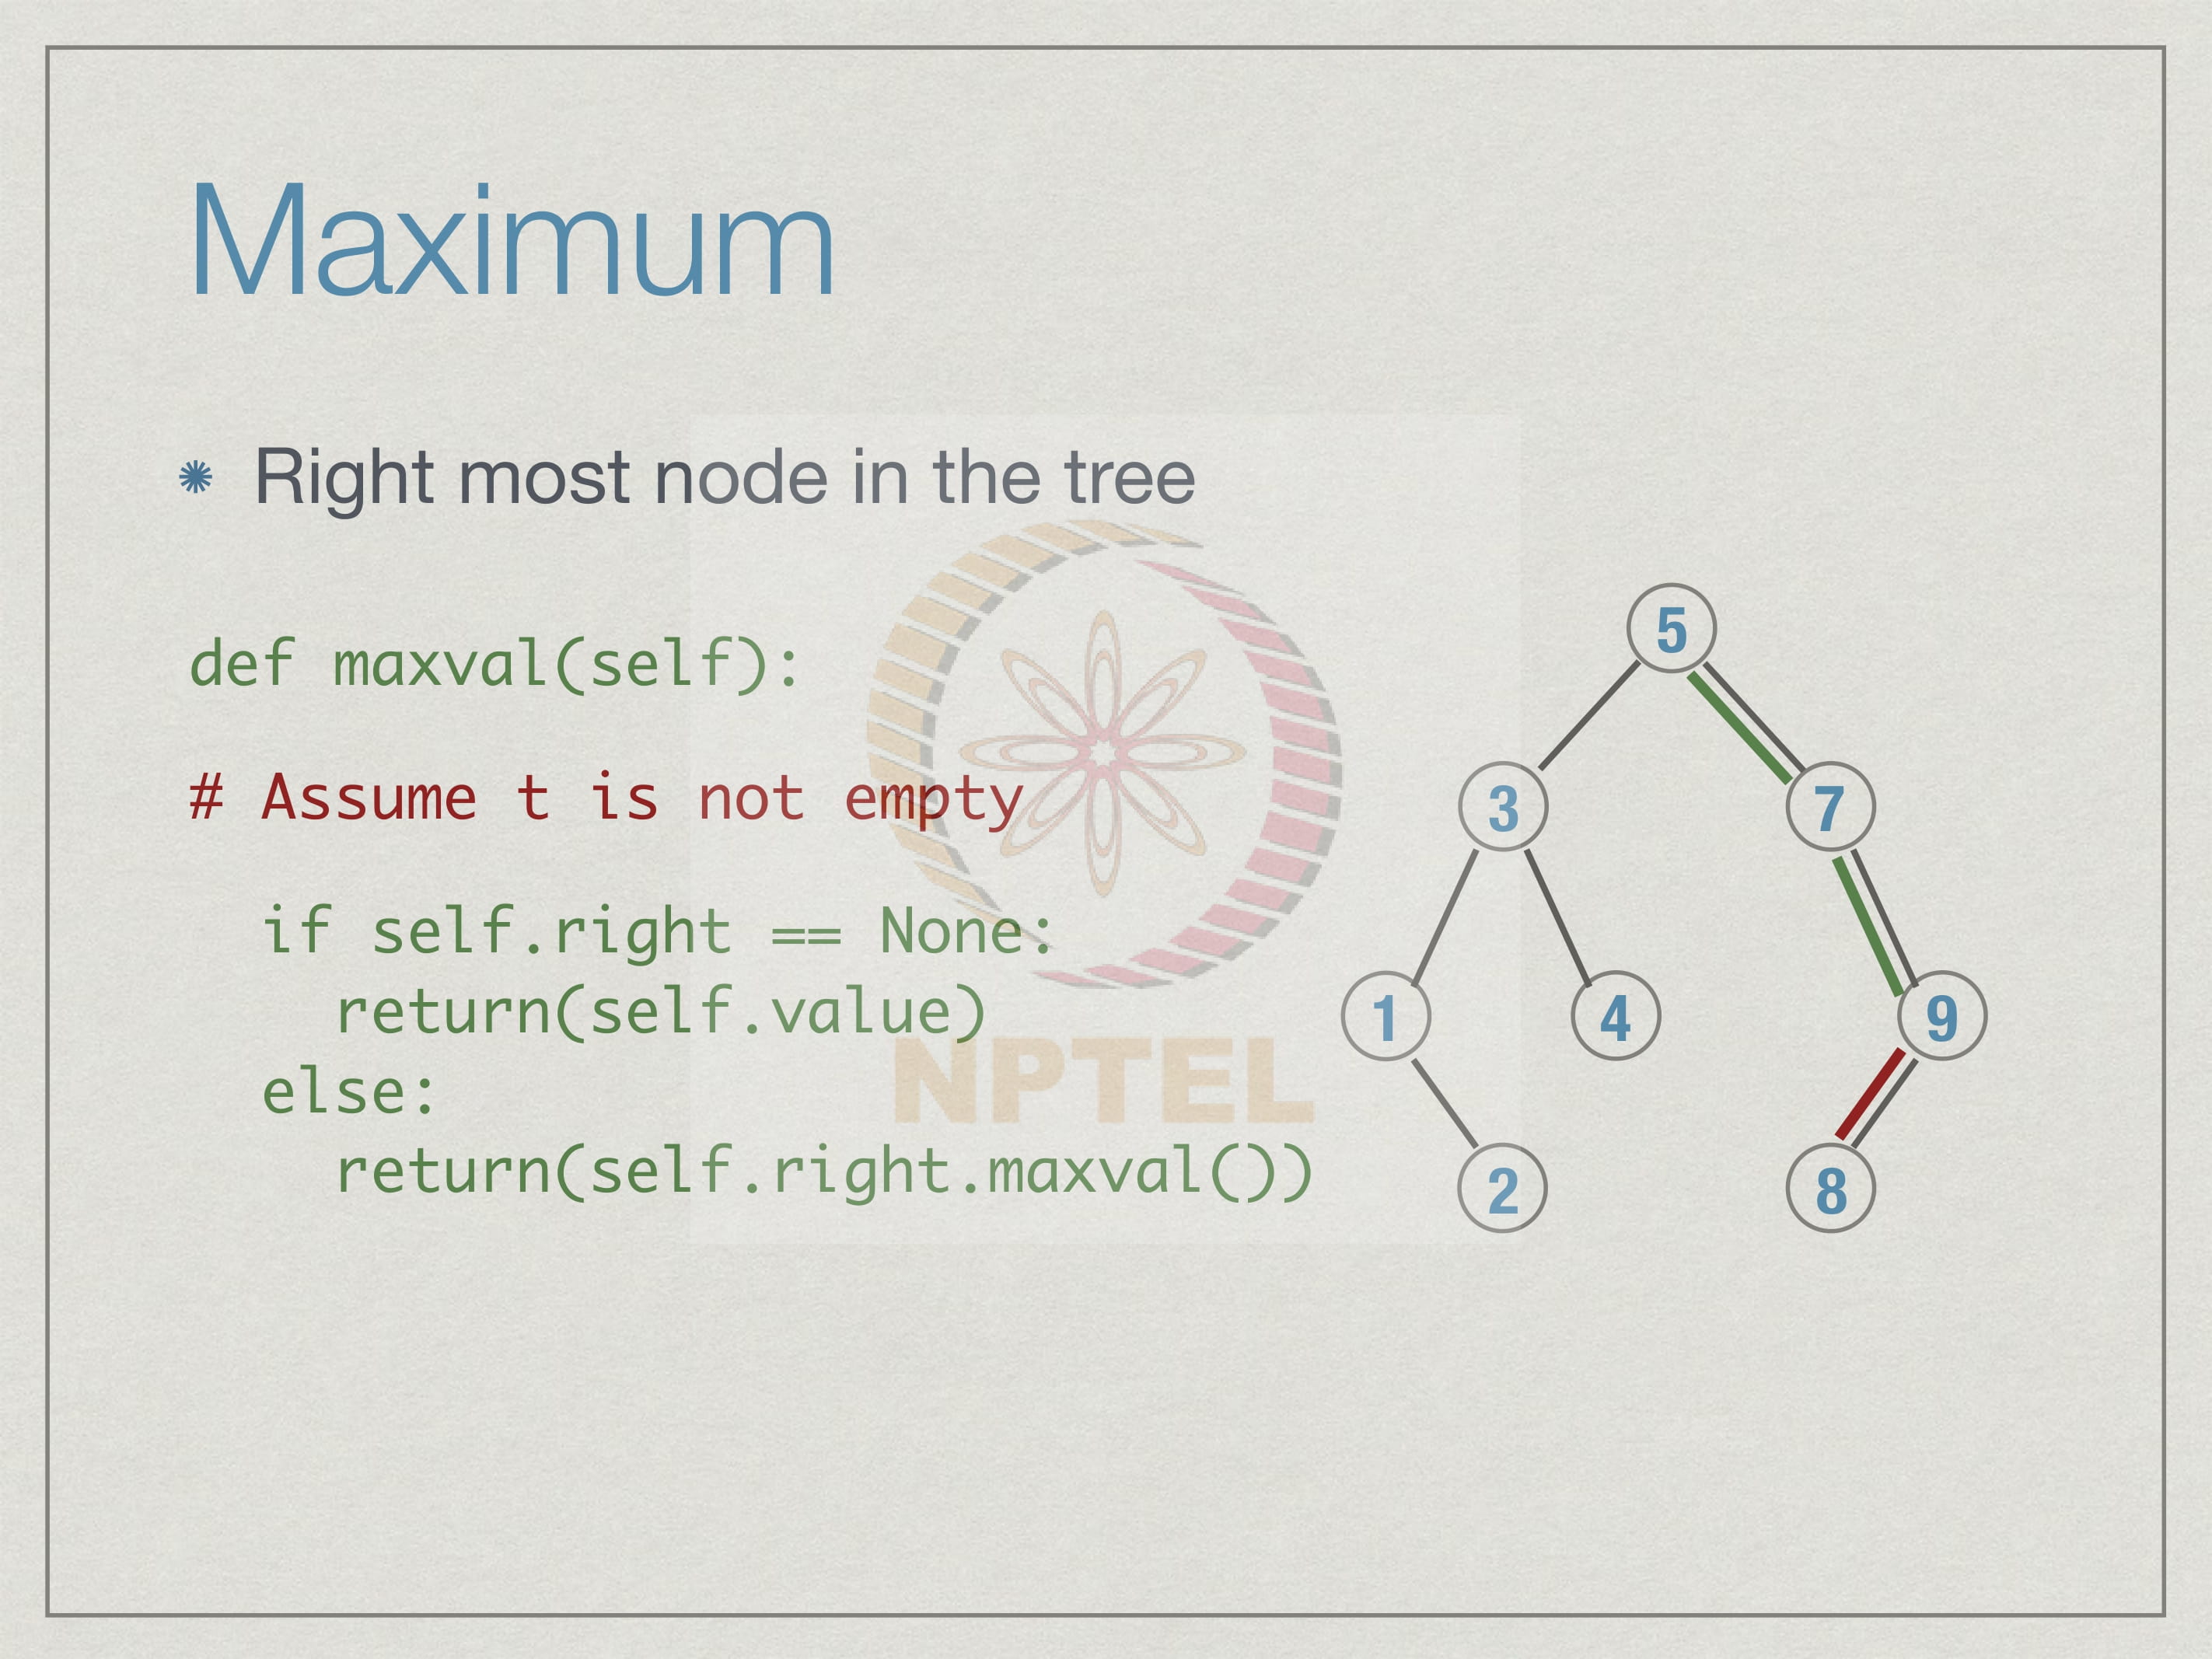 Maximum
Right most node in the tree
def maxval(self):
# Assume t is not empty
if self.right == None:
return(self.value)
else:
return(self.right.maxval())
5
3 7
1 4 9
2 8
NPTEL